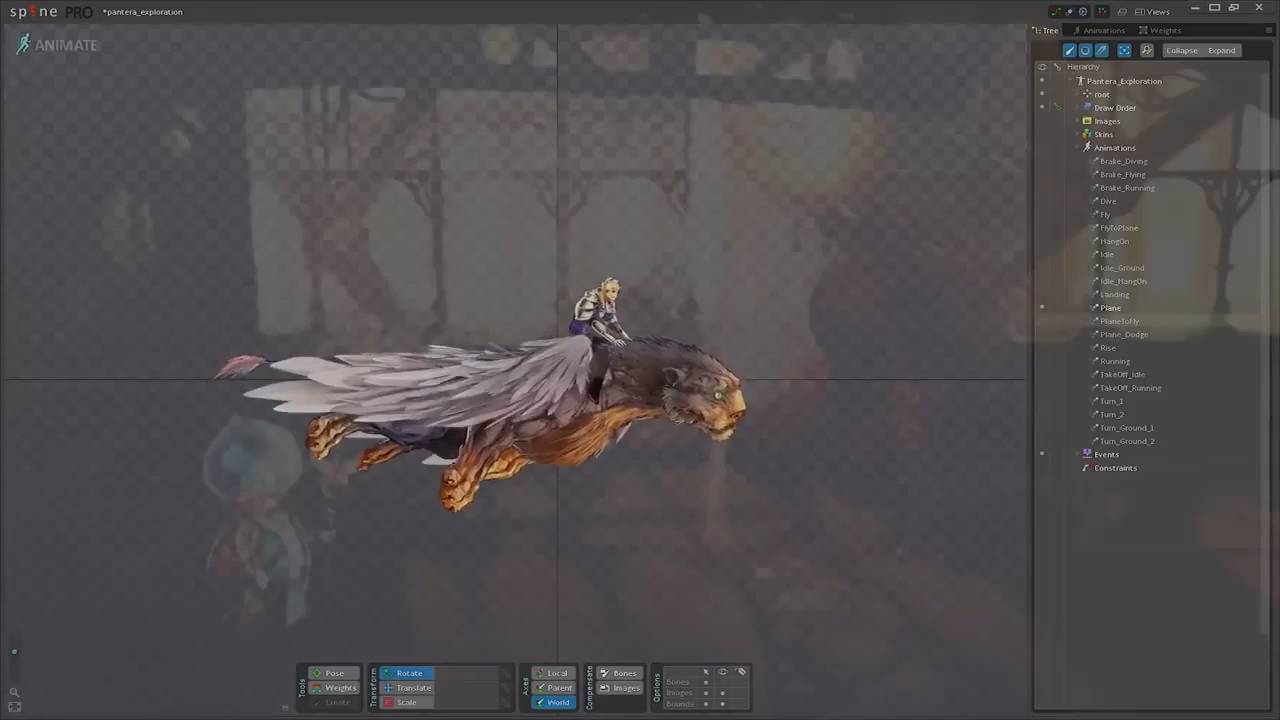 spine PRO *pantera_exploration
Views
ANIMATE
Tree Animations Weights
Collapse Expand
Hierarchy
Pantera_Exploration
root
Draw Order
Images
Skins
Animations
Brake_Diving
Brake_Flying
Brake_Running
Dive
Fly
FlyToPlane
HangOn
Idle
Idle_Ground
Idle_HangOn
Landing
Plane
PlaneToFly
Plane_Dodge
Rise
Running
TakeOff_Idle
TakeOff_Running
Turn_1
Turn_2
Turn_Ground_1
Turn_Ground_2
Events
Constraints
Tools
Pose
Weights
Create
Transform
Rotate
Translate
Scale
Axes
Local
Parent
World
Compensate
Bones
Images
Options
Bones
Images
Bounds